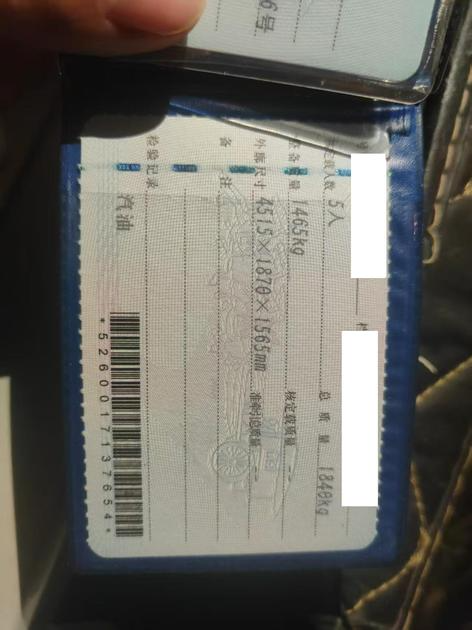 6号
定载人数 5人 总质量 1840kg
整备质量 1465kg 核定载质量 --
外廓尺寸 4515×1870×1565mm 准牵引总质量 --
备注
检验记录
汽油
*5260017137654*